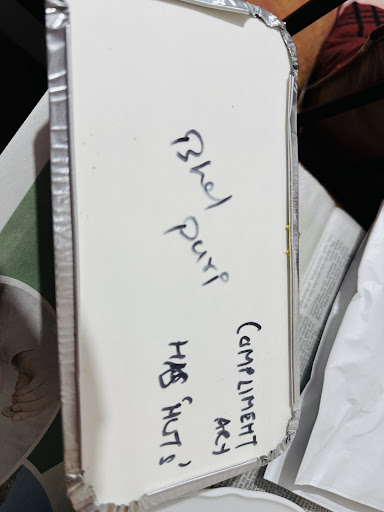 Bhel
Puri
COMPLIMENT
ARY
HAS 'NUTS'